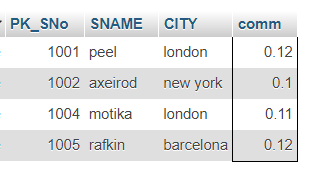 PK_SNo SNAME CITY comm
1001 peel london 0.12
1002 axeirod new york 0.1
1004 motika london 0.11
1005 rafkin barcelona 0.12